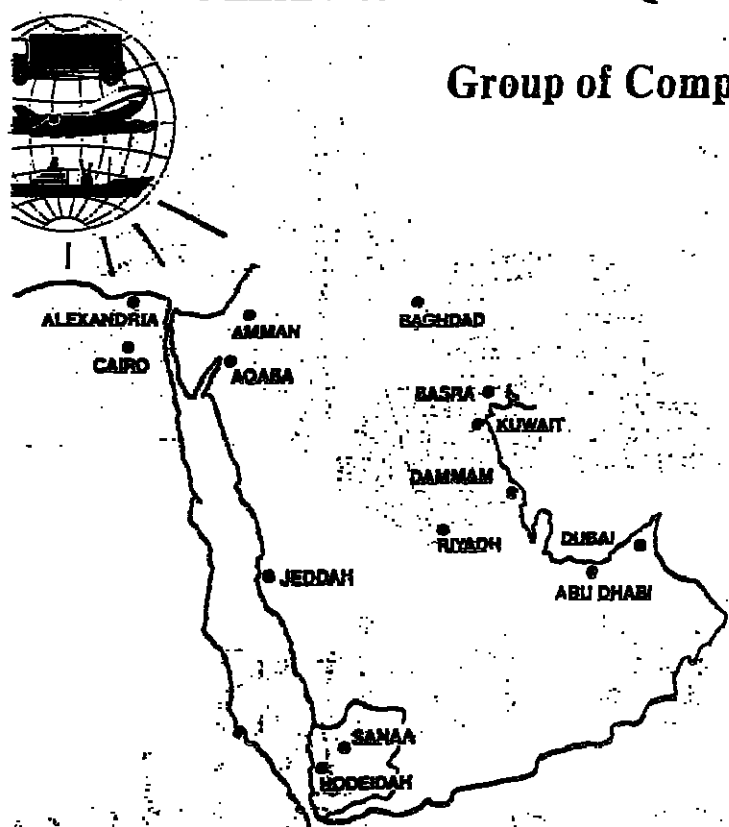 Group of Comp
ALEXANDRIA
AMMAN
BAGHDAD
CAIRO
AQABA
BASRA
KUWAIT
DAMMAM
RIYADH
DUBAI
JEDDAH
ABU DHABI
SANAA
HODEIDAH